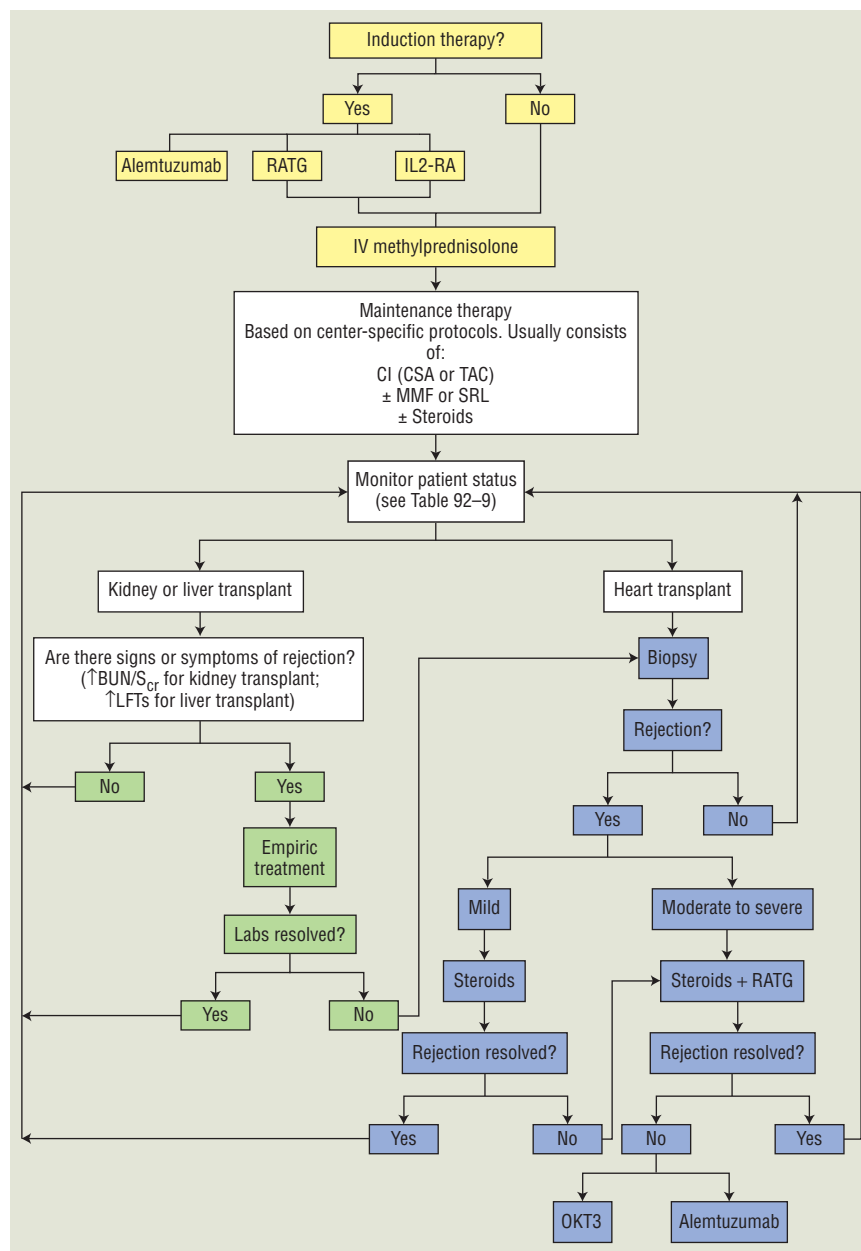 Induction therapy?
Yes
No
Alemtuzumab
RATG
IL2-RA
IV methylprednisolone
Maintenance therapy
Based on center-specific protocols. Usually consists
of:
CI (CSA or TAC)
± MMF or SRL
± Steroids
Monitor patient status
(see Table 92–9)
Kidney or liver transplant
Heart transplant
Are there signs or symptoms of rejection?
(↑BUN/Scr for kidney transplant;
↑LFTs for liver transplant)
Biopsy
Rejection?
No
Yes
Yes
No
Empiric
treatment
Mild
Moderate to severe
Labs resolved?
Steroids
Steroids + RATG
Yes
No
Rejection resolved?
Rejection resolved?
Yes
No
No
Yes
OKT3
Alemtuzumab